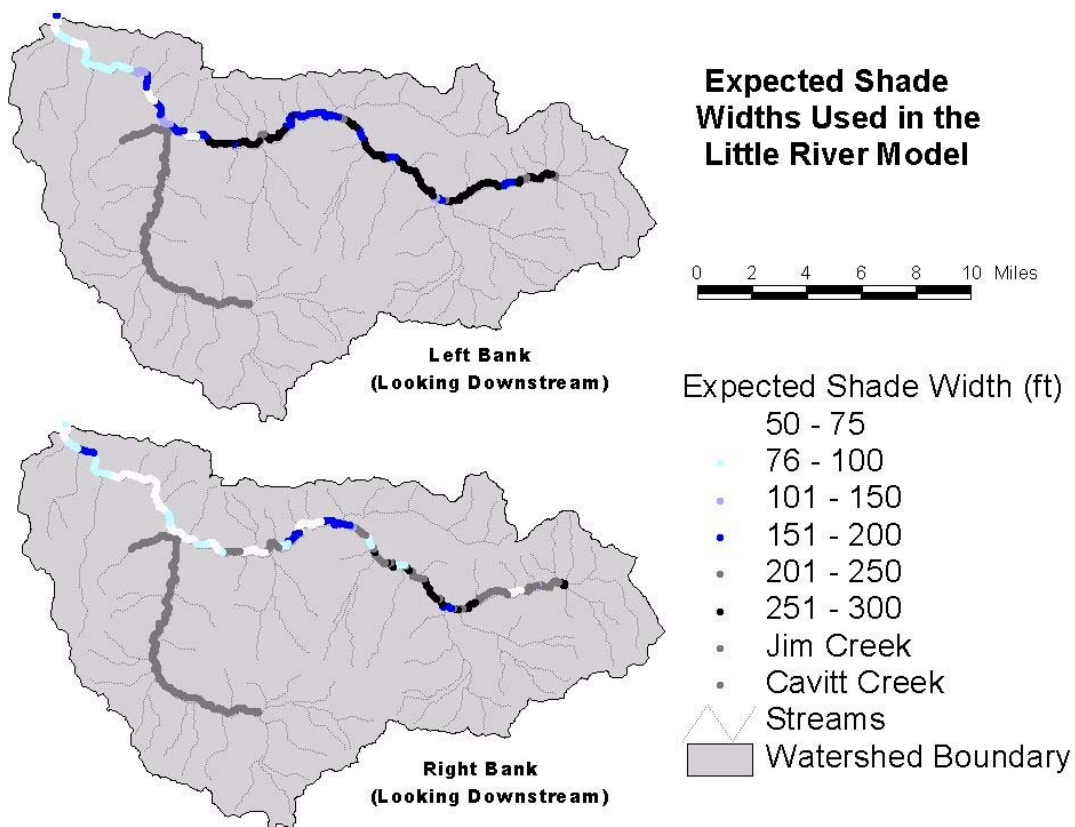 Expected Shade
Widths Used in the
Little River Model
0 2 4 6 8 10 Miles
Left Bank
(Looking Downstream)
Expected Shade Width (ft)
50 - 75
76 - 100
101 - 150
151 - 200
201 - 250
251 - 300
Jim Creek
Cavitt Creek
Streams
Watershed Boundary
Right Bank
(Looking Downstream)